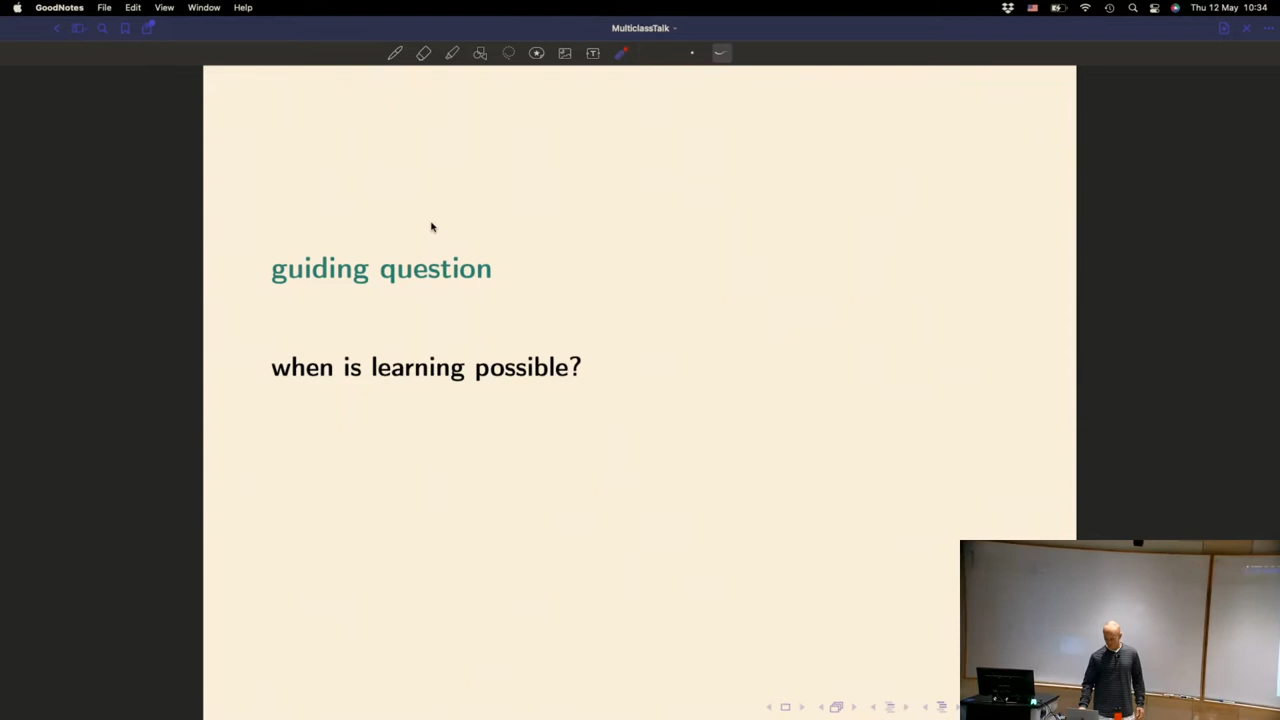 GoodNotes File Edit View Window Help Thu 12 May 10:34
MulticlassTalk
T
guiding question
when is learning possible?